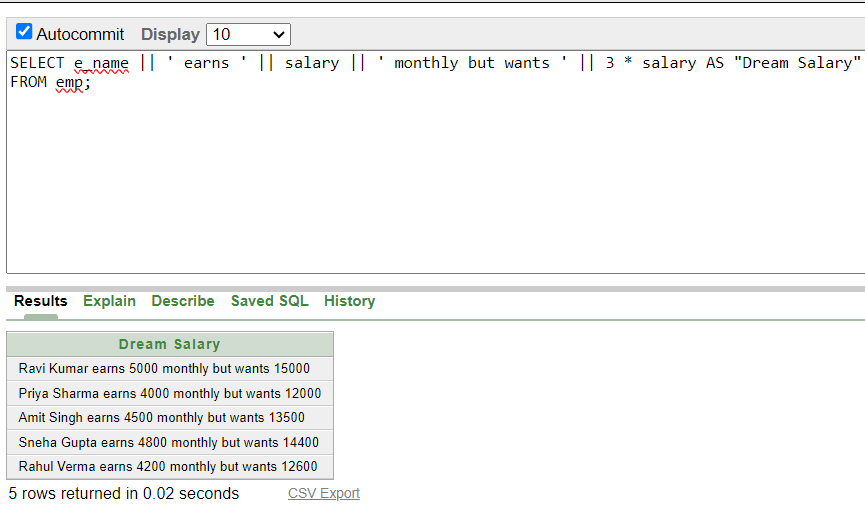 Autocommit Display 10
SELECT e_name || ' earns ' || salary || ' monthly but wants ' || 3 * salary AS "Dream Salary"
FROM emp;
Results Explain Describe Saved SQL History
Dream Salary
Ravi Kumar earns 5000 monthly but wants 15000
Priya Sharma earns 4000 monthly but wants 12000
Amit Singh earns 4500 monthly but wants 13500
Sneha Gupta earns 4800 monthly but wants 14400
Rahul Verma earns 4200 monthly but wants 12600
5 rows returned in 0.02 seconds CSV Export